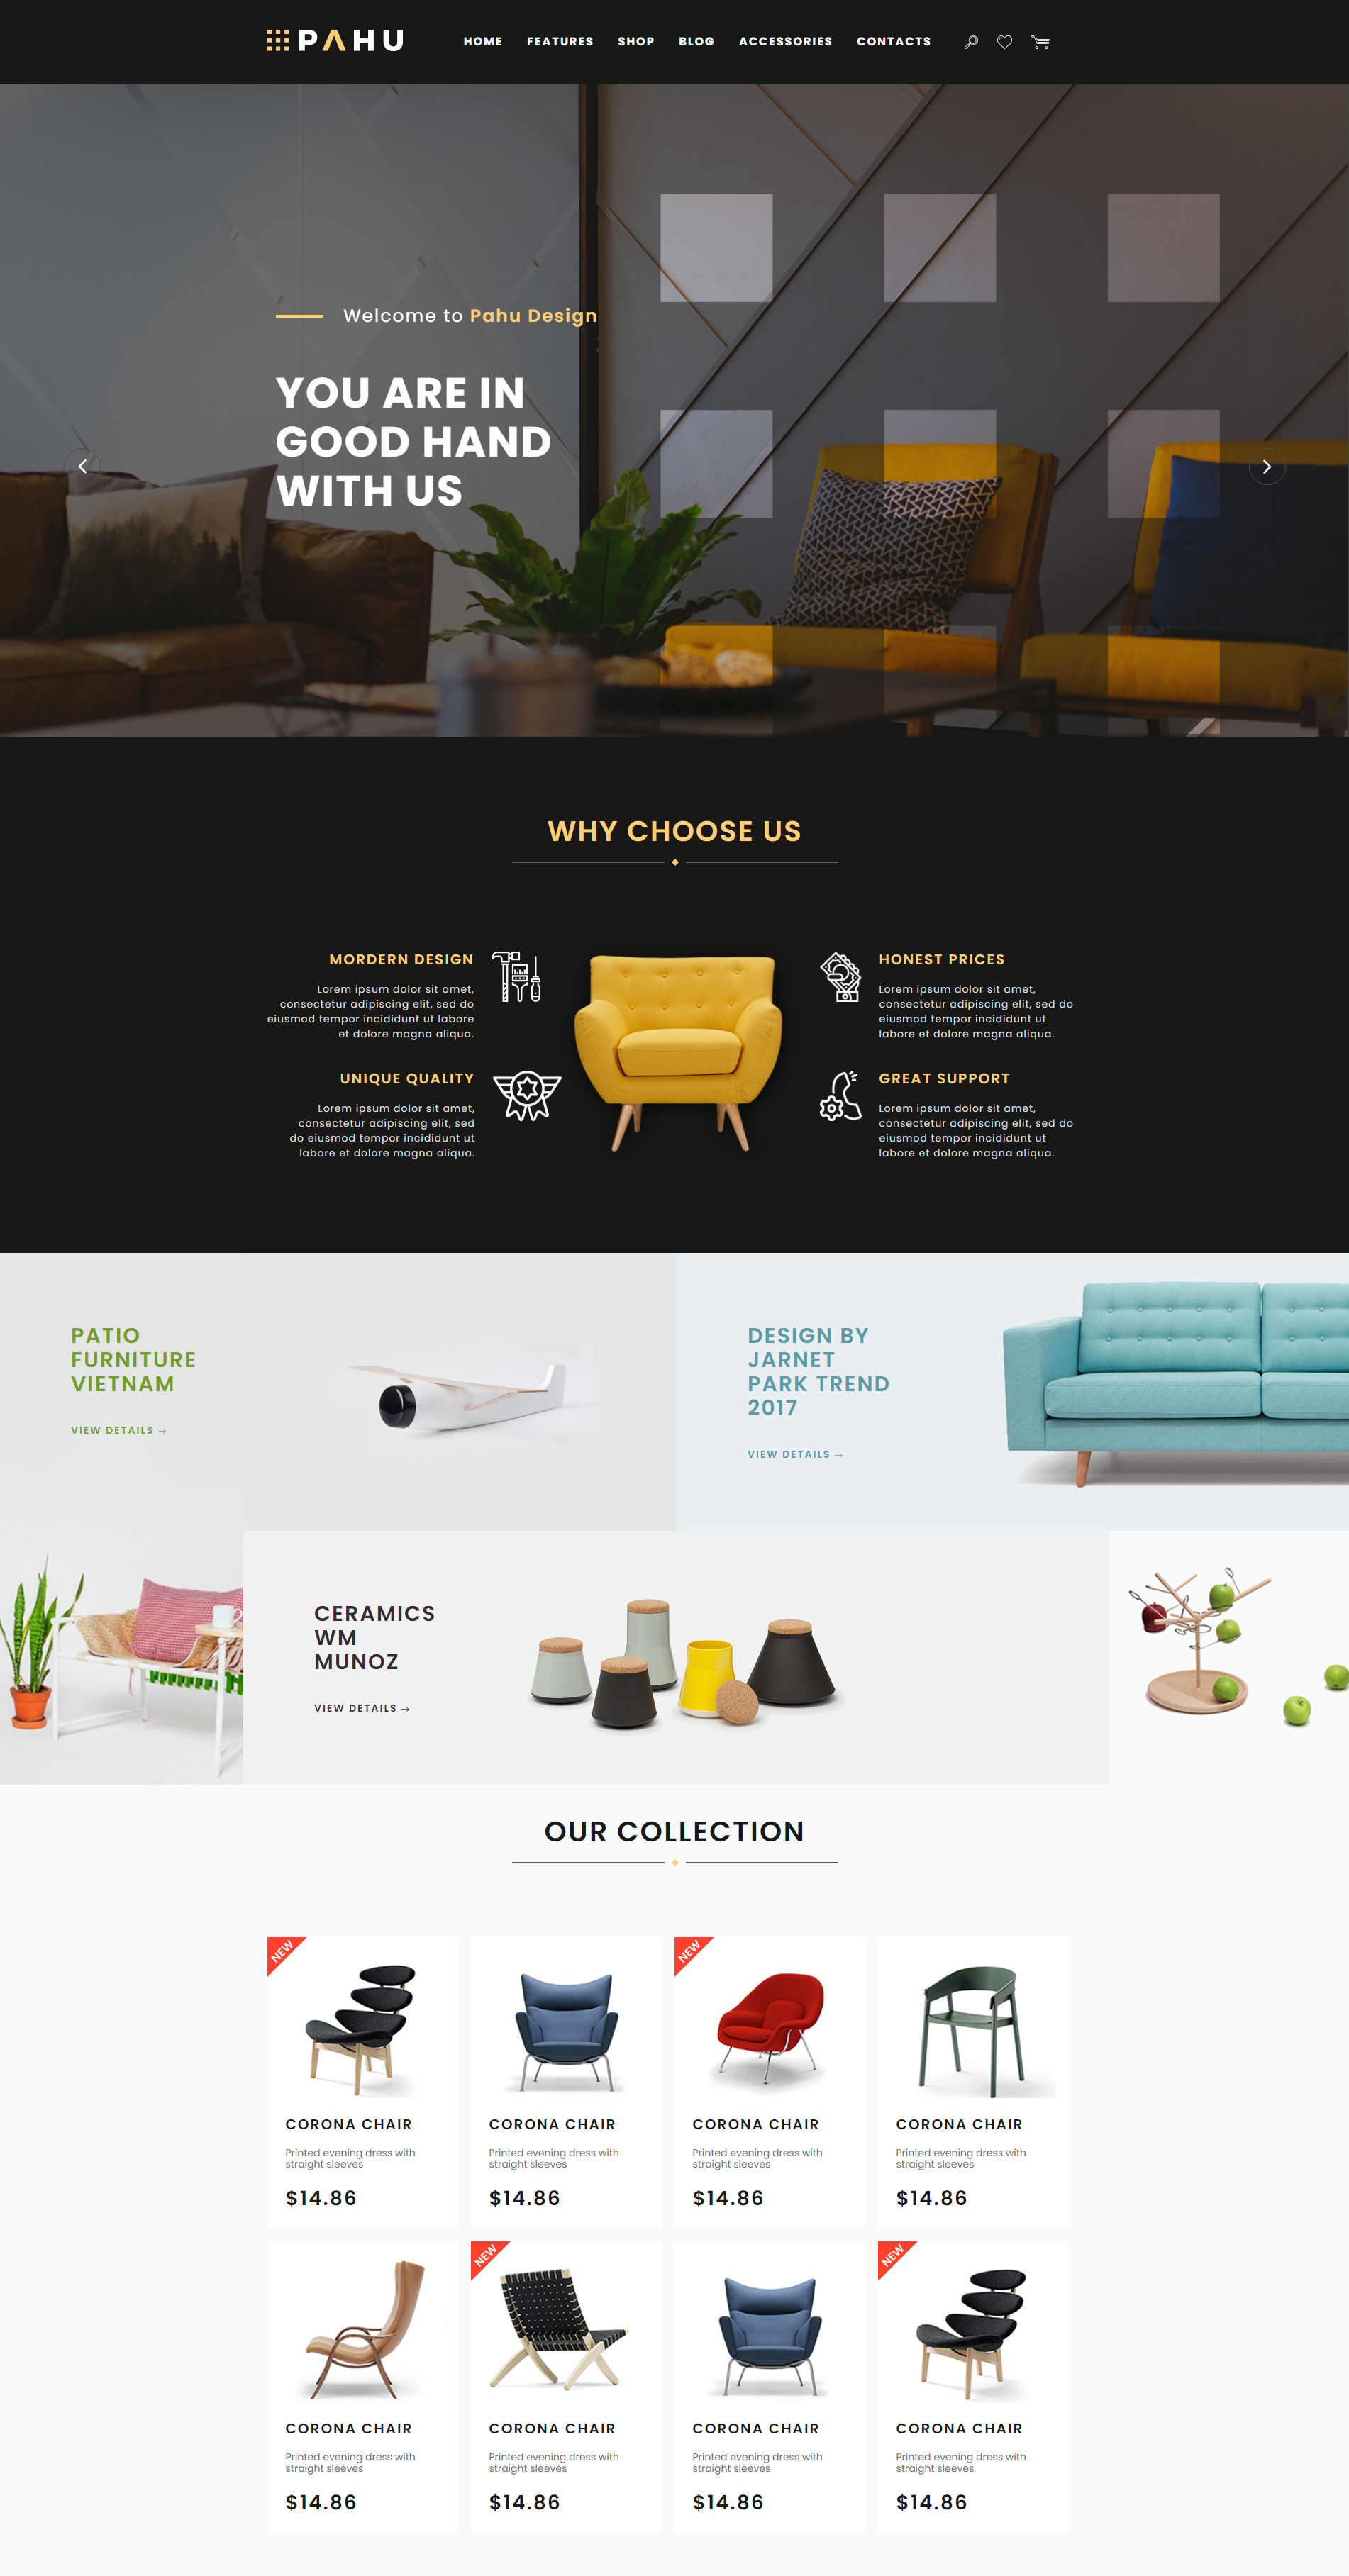 PAHU
HOME FEATURES SHOP BLOG ACCESSORIES CONTACTS
Welcome to Pahu Design
YOU ARE IN
GOOD HAND
WITH US
WHY CHOOSE US
MORDERN DESIGN
Lorem ipsum dolor sit amet,
consectetur adipiscing elit, sed do
eiusmod tempor incididunt ut labore
et dolore magna aliqua.
UNIQUE QUALITY
Lorem ipsum dolor sit amet,
consectetur adipiscing elit, sed
do eiusmod tempor incididunt ut
labore et dolore magna aliqua.
HONEST PRICES
Lorem ipsum dolor sit amet,
consectetur adipiscing elit, sed do
eiusmod tempor incididunt ut
labore et dolore magna aliqua.
GREAT SUPPORT
Lorem ipsum dolor sit amet,
consectetur adipiscing elit, sed do
eiusmod tempor incididunt ut
labore et dolore magna aliqua.
PATIO
FURNITURE
VIETNAM
VIEW DETAILS →
DESIGN BY
JARNET
PARK TREND
2017
VIEW DETAILS →
CERAMICS
WM
MUNOZ
VIEW DETAILS →
OUR COLLECTION
NEW
CORONA CHAIR
Printed evening dress with
straight sleeves
$14.86
CORONA CHAIR
Printed evening dress with
straight sleeves
$14.86
NEW
CORONA CHAIR
Printed evening dress with
straight sleeves
$14.86
CORONA CHAIR
Printed evening dress with
straight sleeves
$14.86
CORONA CHAIR
Printed evening dress with
straight sleeves
$14.86
NEW
CORONA CHAIR
Printed evening dress with
straight sleeves
$14.86
CORONA CHAIR
Printed evening dress with
straight sleeves
$14.86
NEW
CORONA CHAIR
Printed evening dress with
straight sleeves
$14.86